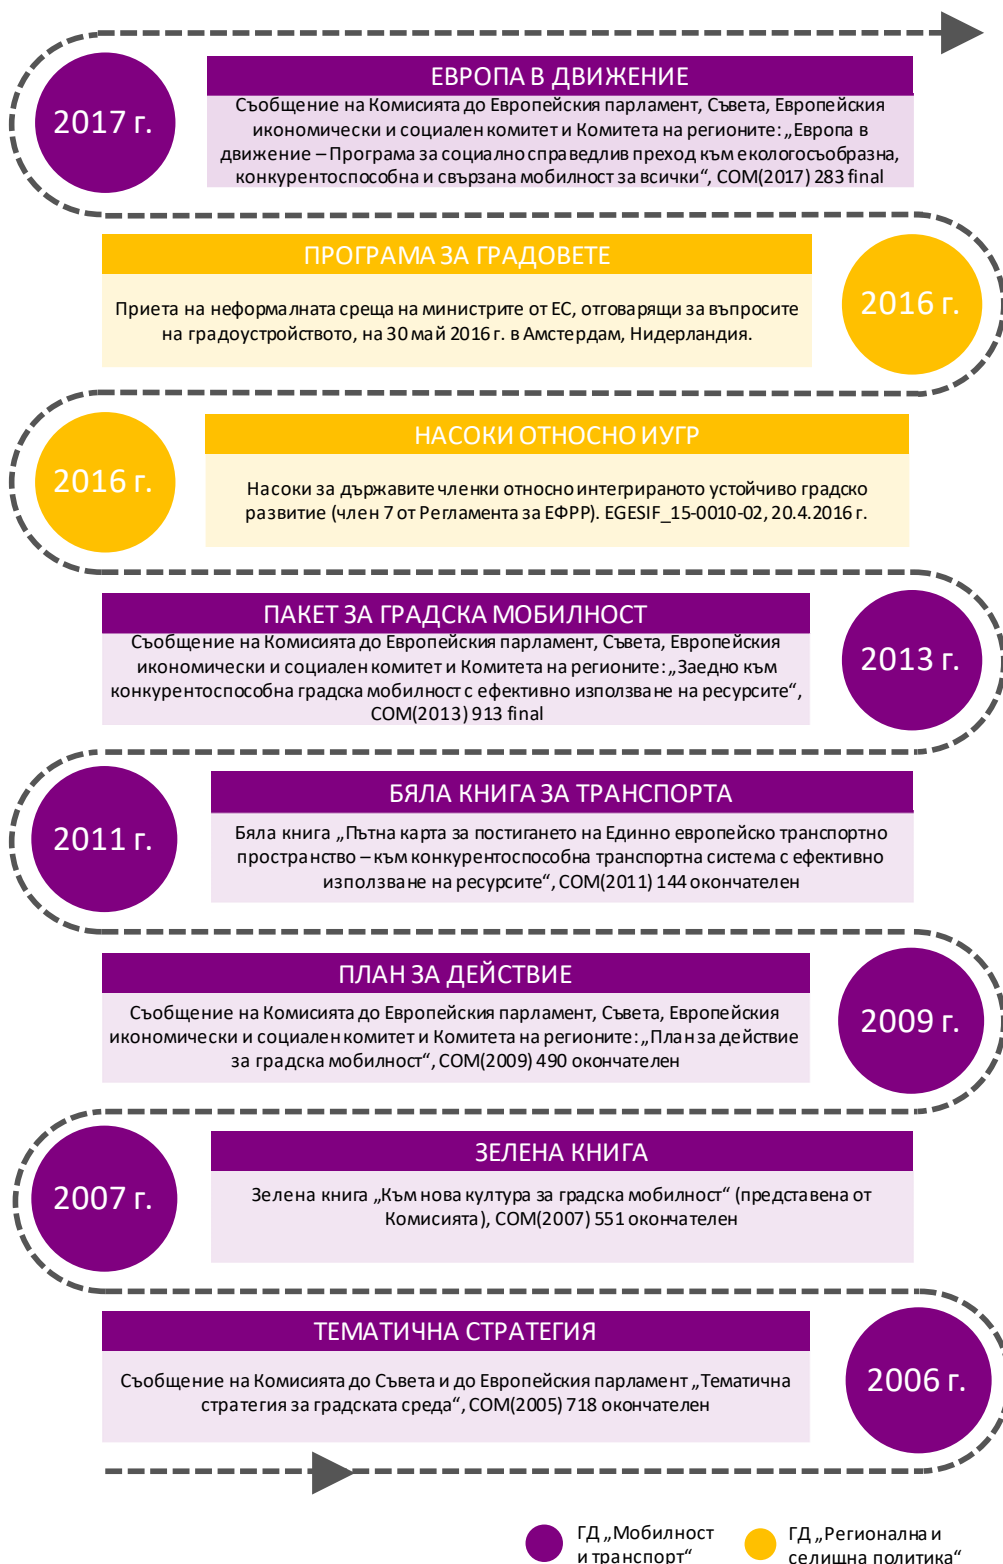 2017 г.
ЕВРОПА В ДВИЖЕНИЕ
Съобщение на Комисията до Европейския парламент, Съвета, Европейския
икономически и социален комитет и Комитета на регионите: „Европа в
движение – Програма за социално справедлив преход към екологосъобразна,
конкурентоспособна и свързана мобилност за всички“, COM(2017) 283 final
ПРОГРАМА ЗА ГРАДОВЕТЕ
Приета на неформалната среща на министрите от ЕС, отговарящи за въпросите
на градоустройството, на 30 май 2016 г. в Амстердам, Нидерландия.
2016 г.
2016 г.
НАСОКИ ОТНОСНО ИУГР
Насоки за държавите членки относно интегрираното устойчиво градско
развитие (член 7 от Регламента за ЕФРР). EGESIF_15-0010-02, 20.4.2016 г.
ПАКЕТ ЗА ГРАДСКА МОБИЛНОСТ
Съобщение на Комисията до Европейския парламент, Съвета, Европейския
икономически и социален комитет и Комитета на регионите: „Заедно към
конкурентоспособна градска мобилност с ефективно използване на ресурсите“,
COM(2013) 913 final
2013 г.
2011 г.
БЯЛА КНИГА ЗА ТРАНСПОРТА
Бяла книга „Пътна карта за постигането на Единно европейско транспортно
пространство – към конкурентоспособна транспортна система с ефективно
използване на ресурсите“, COM(2011) 144 окончателен
ПЛАН ЗА ДЕЙСТВИЕ
Съобщение на Комисията до Европейския парламент, Съвета, Европейския
икономически и социален комитет и Комитета на регионите: „План за действие
за градска мобилност“, COM(2009) 490 окончателен
2009 г.
2007 г.
ЗЕЛЕНА КНИГА
Зелена книга „Към нова култура за градска мобилност“ (представена от
Комисията), COM(2007) 551 окончателен
ТЕМАТИЧНА СТРАТЕГИЯ
Съобщение на Комисията до Съвета и до Европейския парламент „Тематична
стратегия за градската среда“, COM(2005) 718 окончателен
2006 г.
ГД „Мобилност
и транспорт“
ГД „Регионална и
селищна политика“